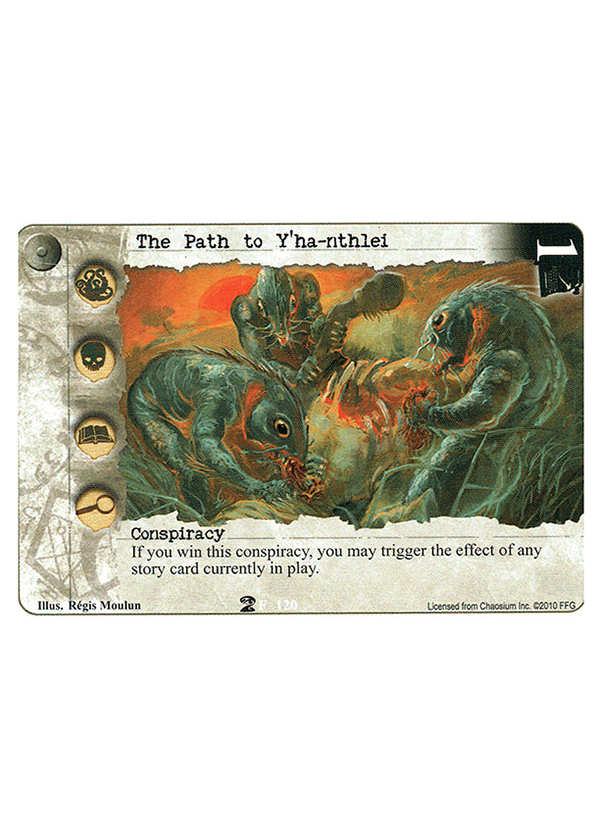 The Path to Y'ha-nthlei
1
Conspiracy
If you win this conspiracy, you may trigger the effect of any
story card currently in play.
Illus. Régis Moulun
F 120
Licensed from Chaosium Inc. ©2010 FFG